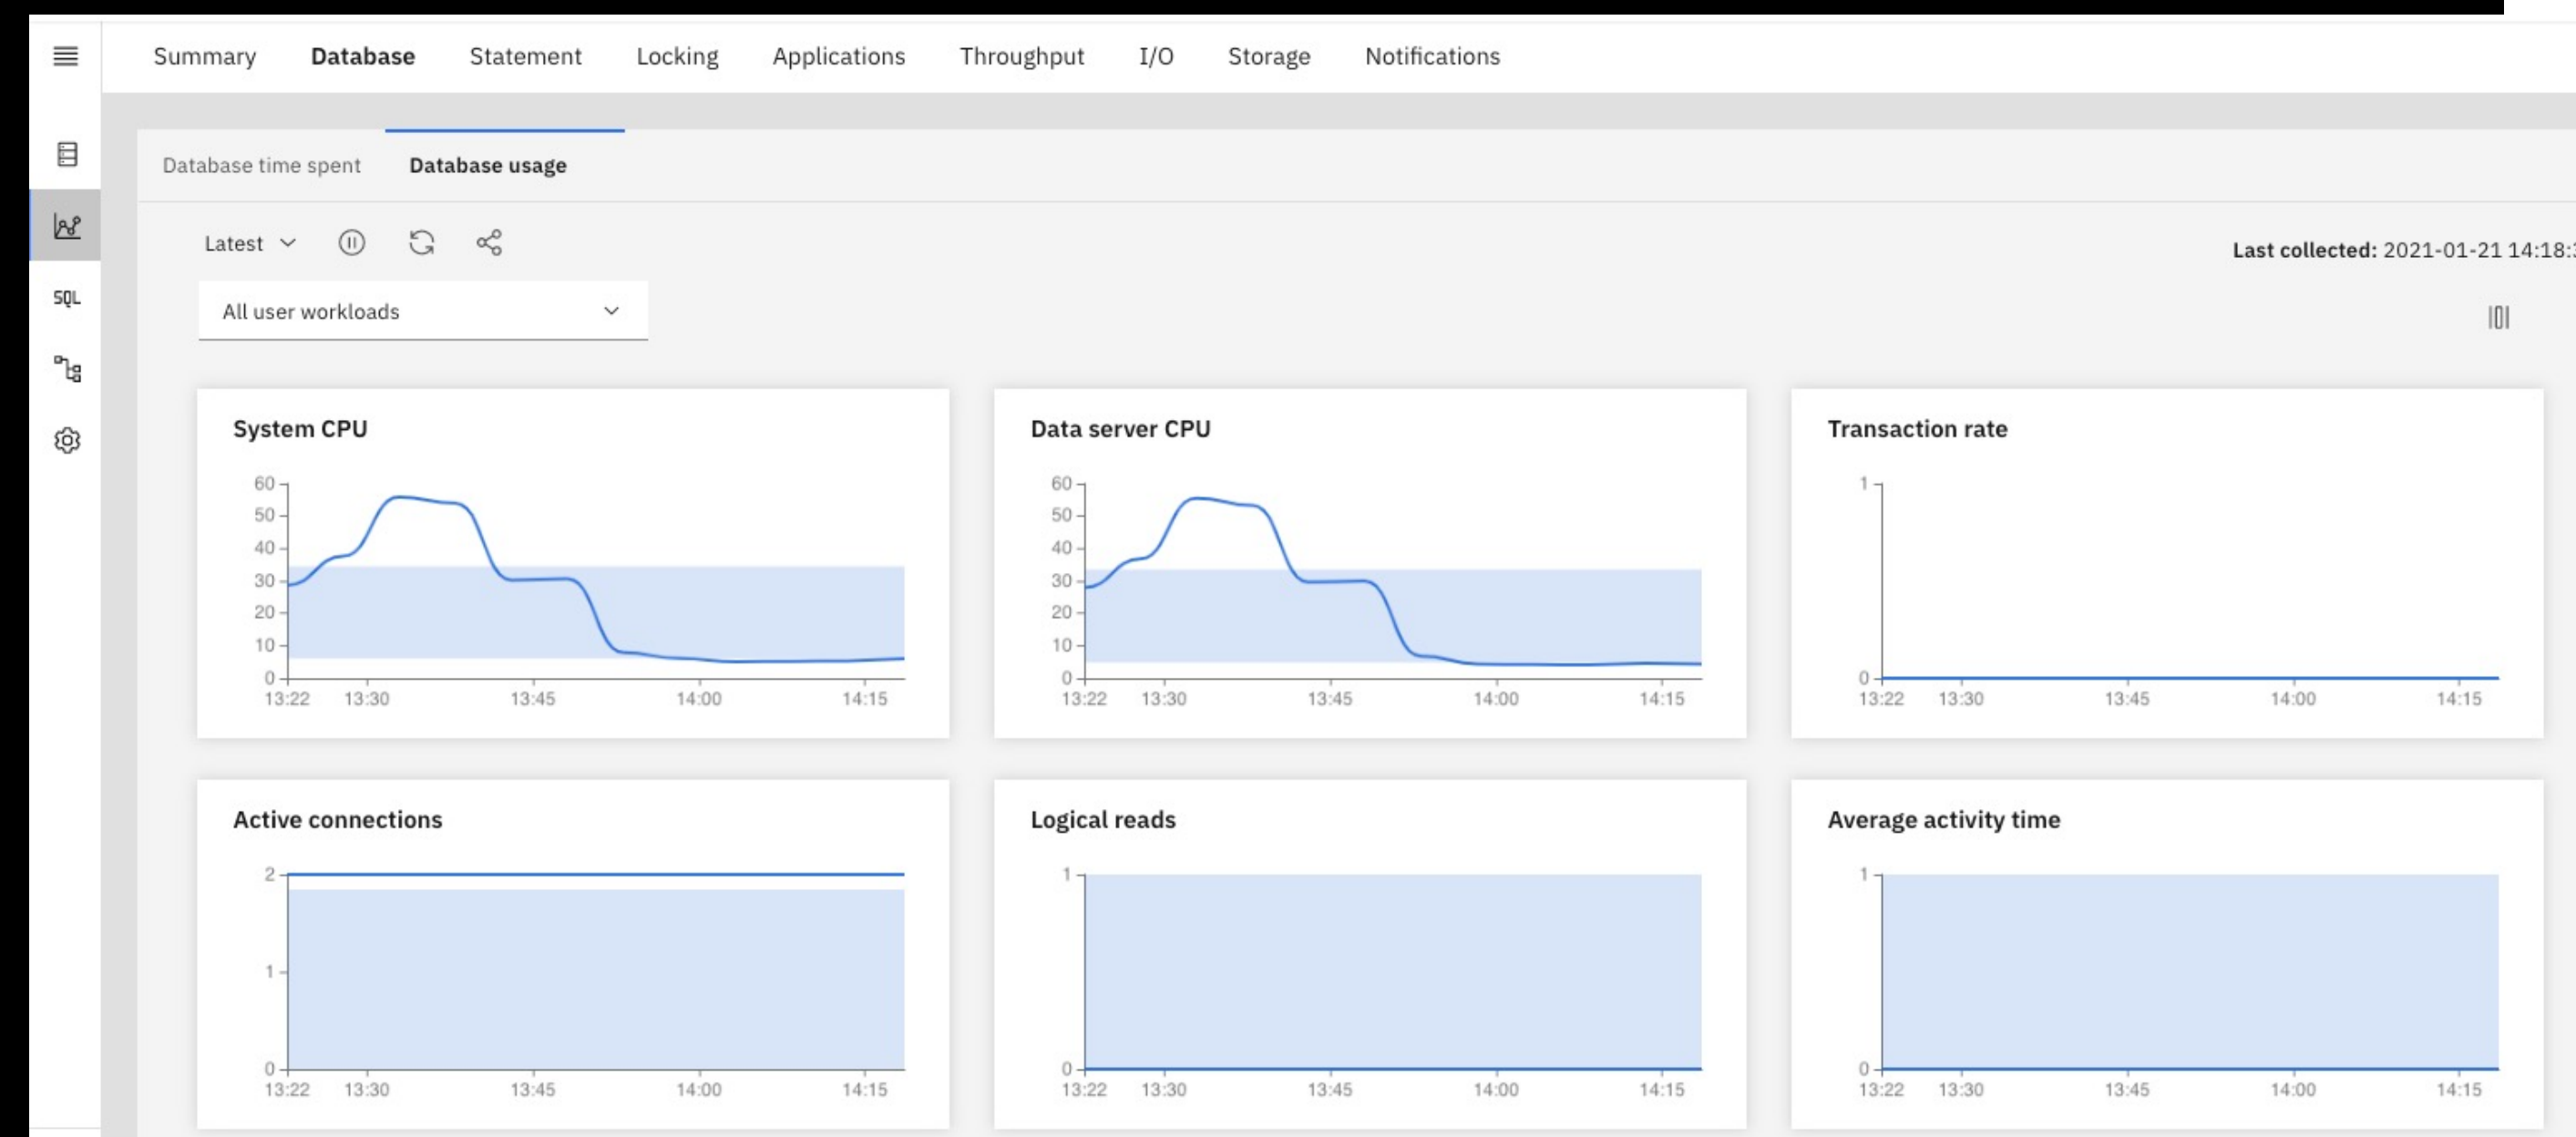 Summary Database Statement Locking Applications Throughput I/O Storage Notifications
Database time spent Database usage
Latest
Last collected: 2021-01-21 14:18:
SQL
All user workloads
System CPU
60
50
40
30
20
10
0
13:22 13:30 13:45 14:00 14:15
Data server CPU
60
50
40
30
20
10
0
13:22 13:30 13:45 14:00 14:15
Transaction rate
1
0
13:22 13:30 13:45 14:00 14:15
Active connections
2
1
0
13:22 13:30 13:45 14:00 14:15
Logical reads
1
0
13:22 13:30 13:45 14:00 14:15
Average activity time
1
0
13:22 13:30 13:45 14:00 14:15